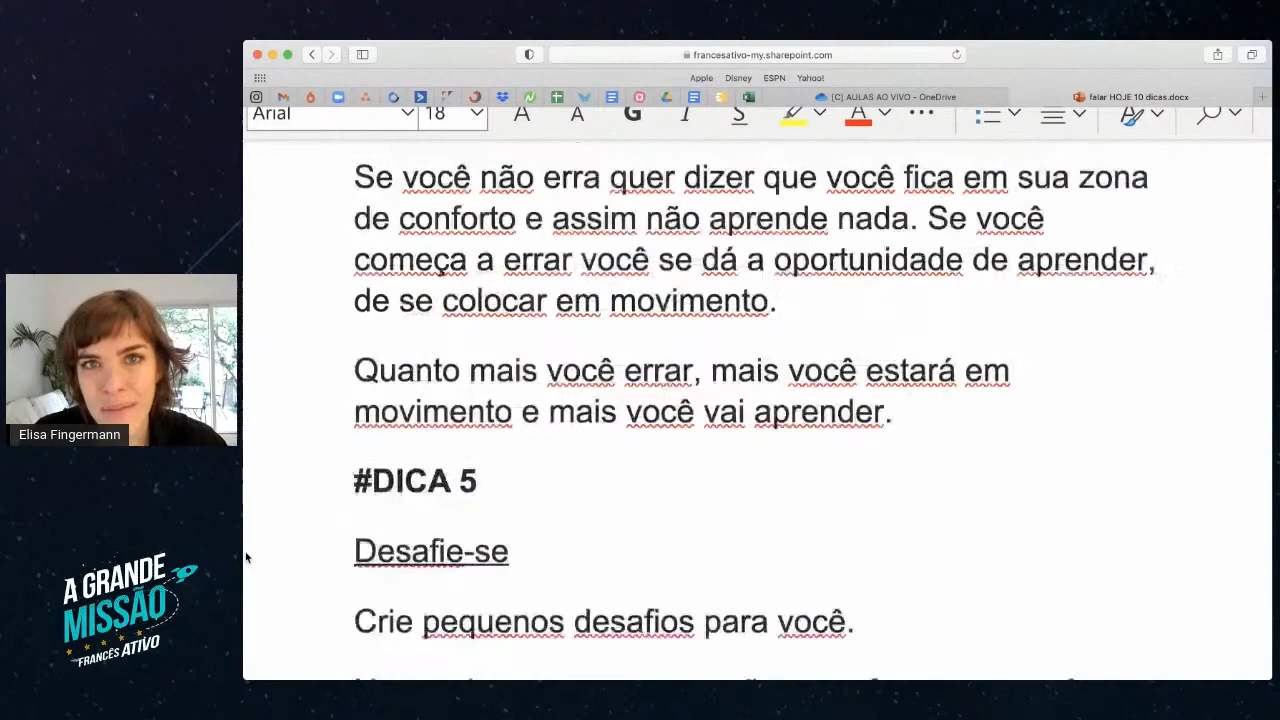 francesativo-my.sharepoint.com
Apple Disney ESPN Yahoo!
(C) AULAS AO VIVO - OneDrive
falar HOJE 10 dicas.docx
Arial 18 A A G I S A
Se você não erra quer dizer que você fica em sua zona
de conforto e assim não aprende nada. Se você
começa a errar você se dá a oportunidade de aprender,
de se colocar em movimento.
Quanto mais você errar, mais você estará em
movimento e mais você vai aprender.
#DICA 5
Desafie-se
Crie pequenos desafios para você.
Elisa Fingermann
A GRANDE
MISSÃO
FRANCÊS ATIVO